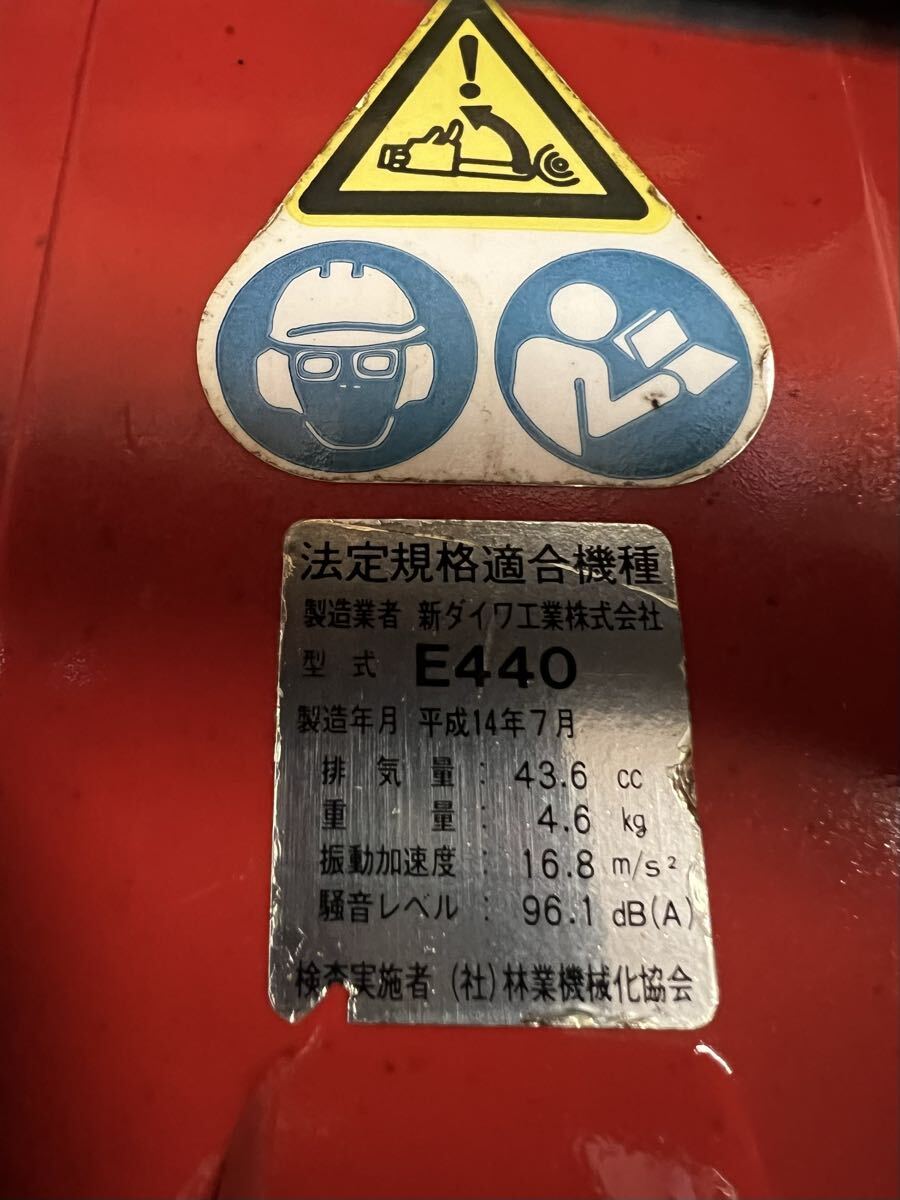 法定規格適合機種
製造業者 新ダイワ工業株式会社
型式 E440
製造年月 平成14年7月
排気量: 43.6 cc
重量: 4.6 kg
振動加速度: 16.8 m/s²
騒音レベル: 96.1 dB(A)
検査実施者 (社)林業機械化協会